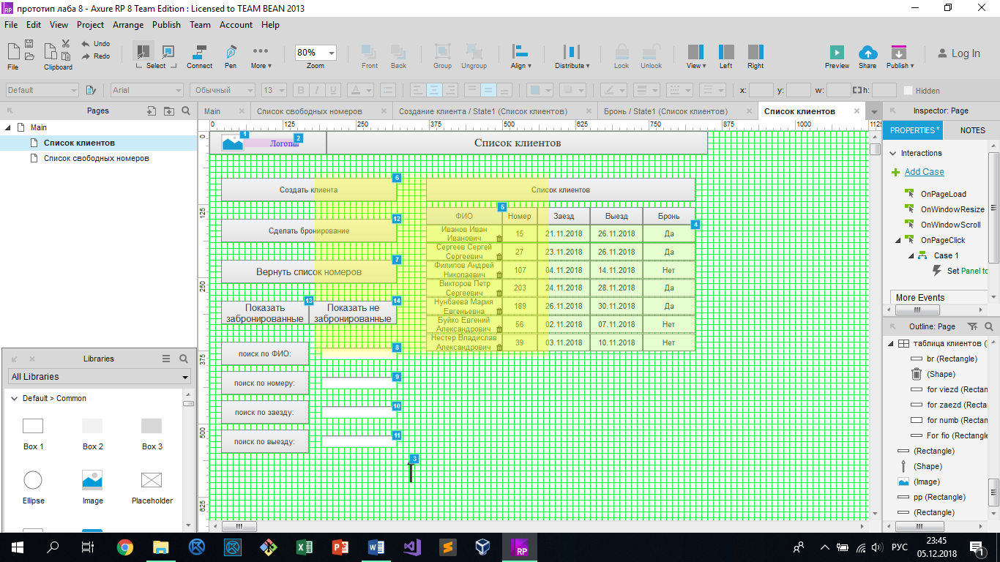 прототип лаба 8 - Axure RP 8 Team Edition : Licensed to TEAM BEAN 2013
File Edit View Project Arrange Publish Team Account Help
Undo
Redo
File Clipboard Select Connect Pen More 80% Zoom Front Back Group Ungroup Align Distribute Lock Unlock View Left Right Preview Share Publish Log In
Default Arial Обычный 13 B I U A x: y: w: h: Hidden
Pages
Main Список свободных номеров Создание клиента / State1 (Список клиентов) Бронь / State1 (Список клиентов) Список клиентов
Inspector: Page
Main
Список клиентов
Список свободных номеров
0 125 250 375 500 625 750 875 1000 1125
0
125
250
375
500
625
1 2 Логотип
Список клиентов
Создать клиента 6
Сделать бронирование 12
Вернуть список номеров 7
Показать забронированные 13
Показать не забронированные 14
поиск по ФИО: 8
поиск по номеру: 9
поиск по заезду: 10
поиск по выезду: 11
3
Список клиентов
5
4
ФИО Номер Заезд Выезд Бронь
Иванов Иван Иванович 15 21.11.2018 26.11.2018 Да
Сергеев Сергей Сергеевич 27 23.11.2018 26.11.2018 Да
Филипов Андрей Николаевич 107 04.11.2018 14.11.2018 Нет
Викторов Петр Сергеевич 203 24.11.2018 28.11.2018 Да
Нунбаева Мария Евгеньевна 189 26.11.2018 30.11.2018 Да
Буйко Евгений Александрович 56 02.11.2018 07.11.2018 Нет
Нестер Владислав Александрович 39 03.11.2018 10.11.2018 Нет
Libraries
All Libraries
Default > Common
Box 1 Box 2 Box 3
Ellipse Image Placeholder
PROPERTIES * NOTES
Interactions
Add Case
OnPageLoad
OnWindowResize
OnWindowScroll
OnPageClick
Case 1
Set Panel to
More Events
Outline: Page
таблица клиентов (
br (Rectangle)
(Shape)
for viezd (Rectan
for zaezd (Recta
for numb (Rectan
For fio (Rectangle
(Rectangle)
(Shape)
(Image)
pp (Rectangle)
(Rectangle)
RP
РУС
23:45
05.12.2018
1